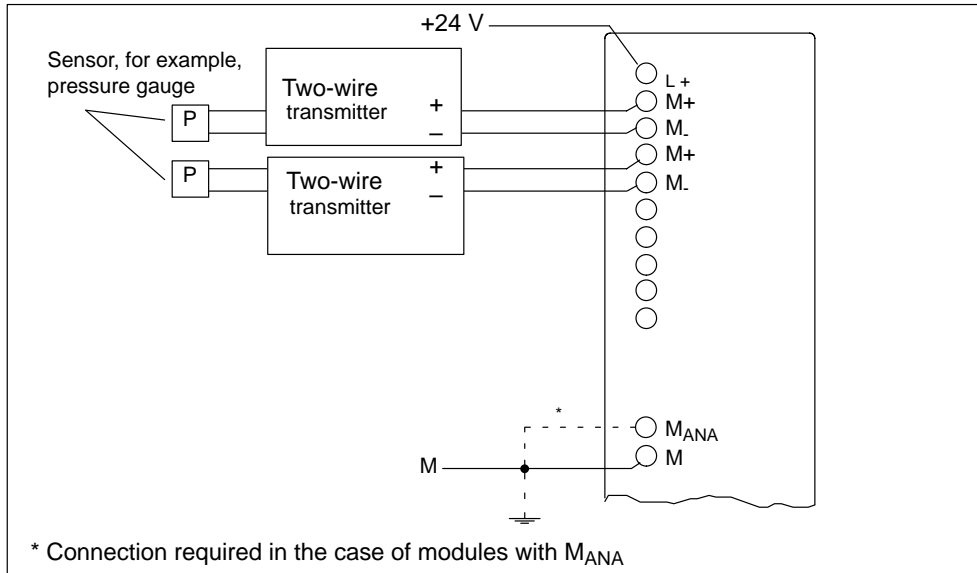 +24 V
Sensor, for example,
pressure gauge
P
Two-wire
transmitter
+
–
L +
M+
M-
M+
M-
P
Two-wire
transmitter
+
–
*
MANA
M
M
* Connection required in the case of modules with MANA